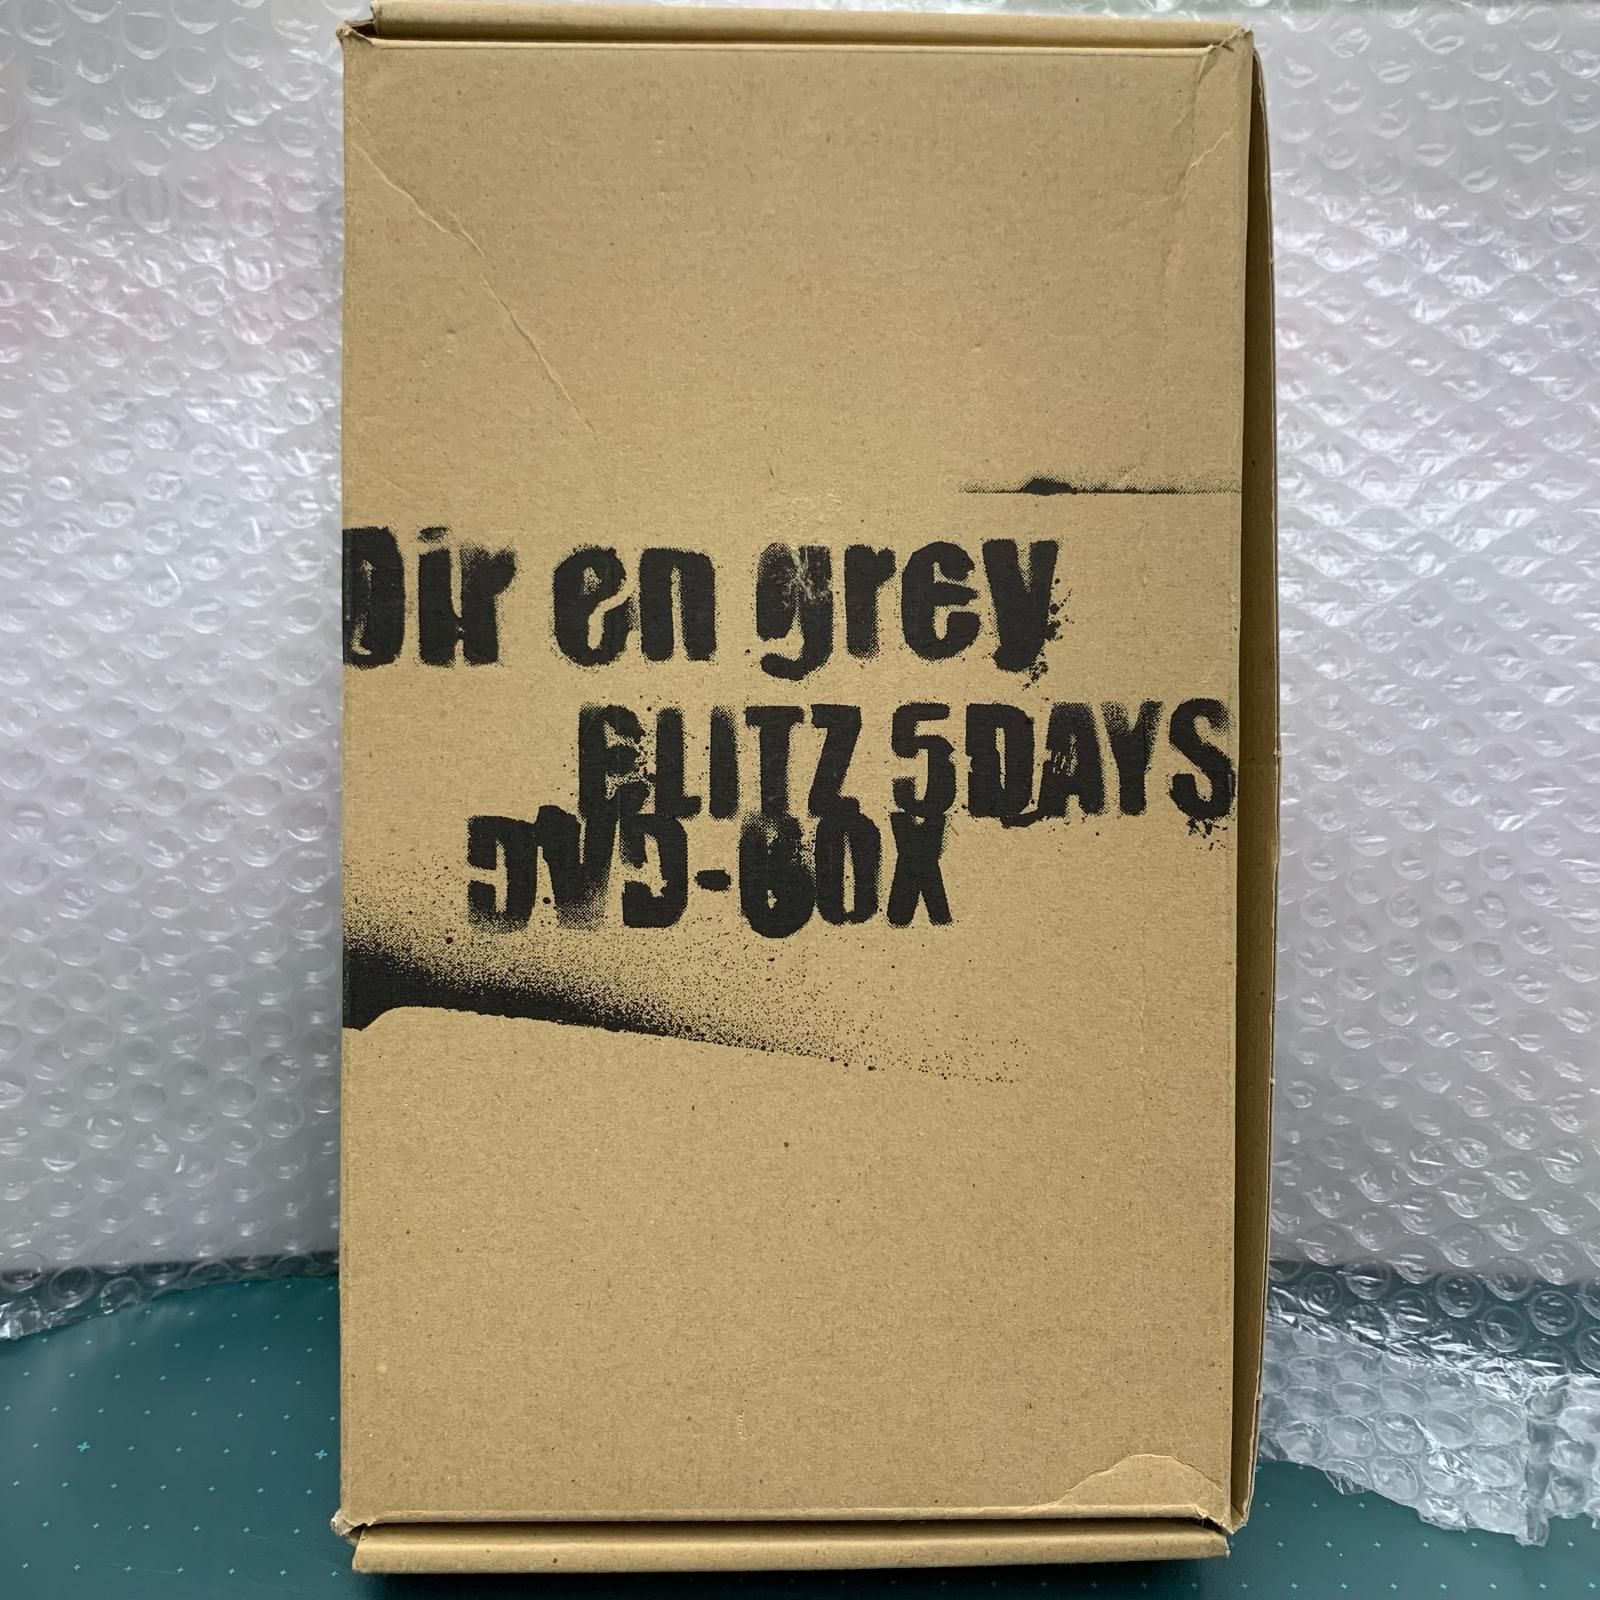 Dir en grey
BLITZ 5DAYS
DVD-BOX